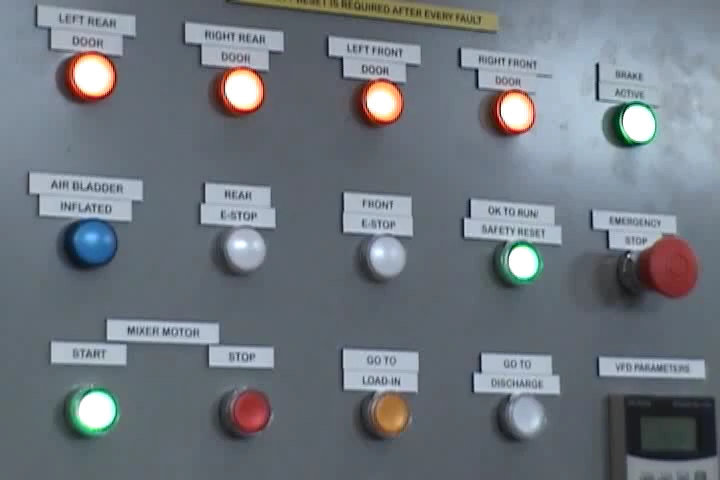 RESET IS REQUIRED AFTER EVERY FAULT
LEFT REAR
DOOR
RIGHT REAR
DOOR
LEFT FRONT
DOOR
RIGHT FRONT
DOOR
BRAKE
ACTIVE
AIR BLADDER
INFLATED
REAR
E-STOP
FRONT
E-STOP
OK TO RUN/
SAFETY RESET
EMERGENCY
STOP
MIXER MOTOR
START
STOP
GO TO
LOAD-IN
GO TO
DISCHARGE
VFD PARAMETERS